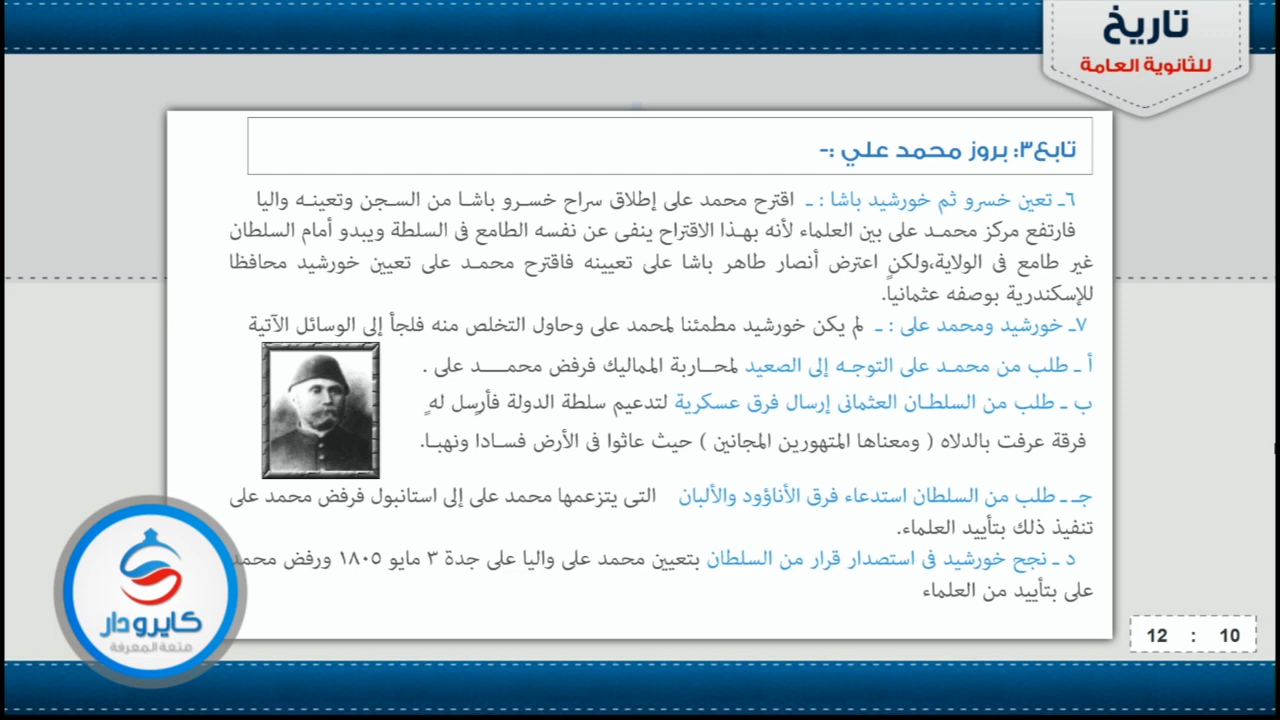 تاريخ
للثانوية العامة
تابع٣: بروز محمد علي :-
٦ـ تعين خسرو ثم خورشيد باشا : ـ اقترح محمد على إطلاق سراح خسرو باشا من السجن وتعينه واليا
فارتفع مركز محمد على بين العلماء لأنه بهذا الاقتراح ينفى عن نفسه الطامع فى السلطة ويبدو أمام السلطان
غير طامع فى الولاية،ولكنٍ اعترض أنصار طاهر باشا على تعيينه فاقترح محمد على تعيين خورشيد محافظا
للإسكندرية بوصفه عثمانياً.
٧ـ خورشيد ومحمد على : ـ لم يكن خورشيد مطمئنا لمحمد على وحاول التخلص منه فلجأ إلى الوسائل الآتية
أ ـ طلب من محمد على التوجه إلى الصعيد لمحاربة المماليك فرفض محمد على .
ب ـ طلب من السلطان العثمانى إرسال فرق عسكرية لتدعيم سلطة الدولة فأرسل لهٍ
فرقة عرفت بالدلاه ( ومعناها المتهورين المجانين ) حيث عاثوا فى الأرض فسادا ونهبا.
جـ ـ طلب من السلطان استدعاء فرق الأناؤود والألبان التى يتزعمها محمد على إلى استانبول فرفض محمد على
تنفيذ ذلك بتأييد العلماء.
د ـ نجح خورشيد فى استصدار قرار من السلطان بتعيين محمد على واليا على جدة ٣ مايو ١٨٠٥ ورفض محمد
على بتأييد من العلماء
كايرودار
متعة المعرفة
12 : 10